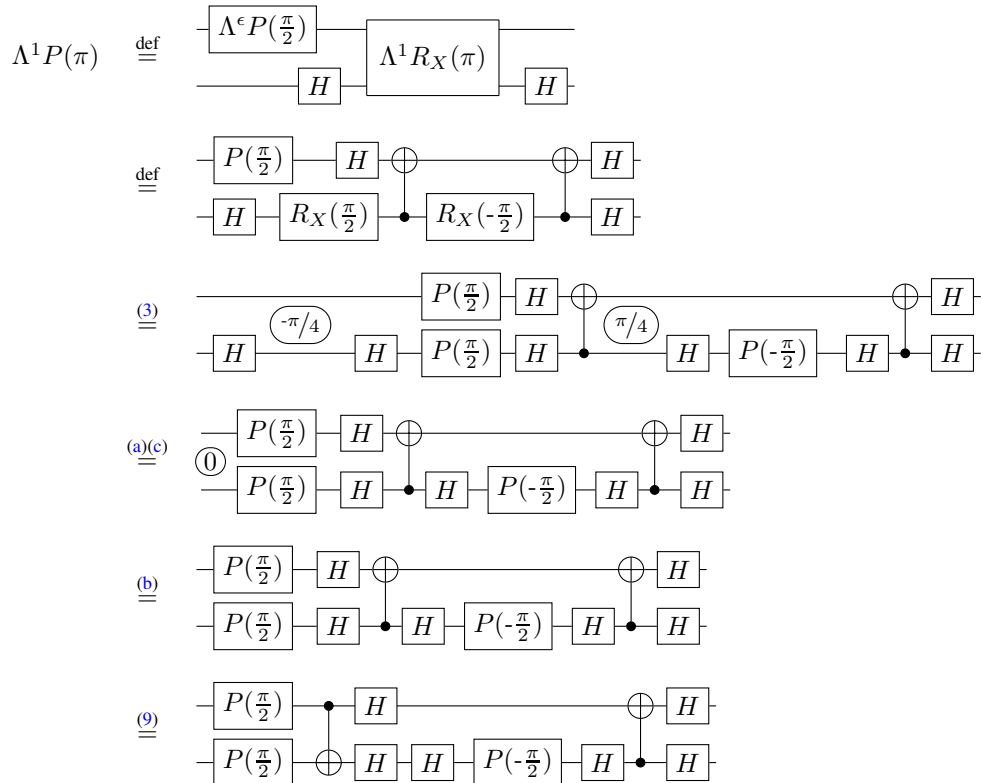 Λ¹P(π) def= Λ^ϵP(π/2) Λ¹R_X(π)
H H
def= P(π/2) H H
H R_X(π/2) R_X(-π/2) H
(3)= P(π/2) H H
-π/4 π/4
H H P(π/2) H H P(-π/2) H H
(a)(c)= P(π/2) H H
0
P(π/2) H H P(-π/2) H H
(b)= P(π/2) H H
P(π/2) H H P(-π/2) H H
(9)= P(π/2) H H
P(π/2) H H P(-π/2) H H